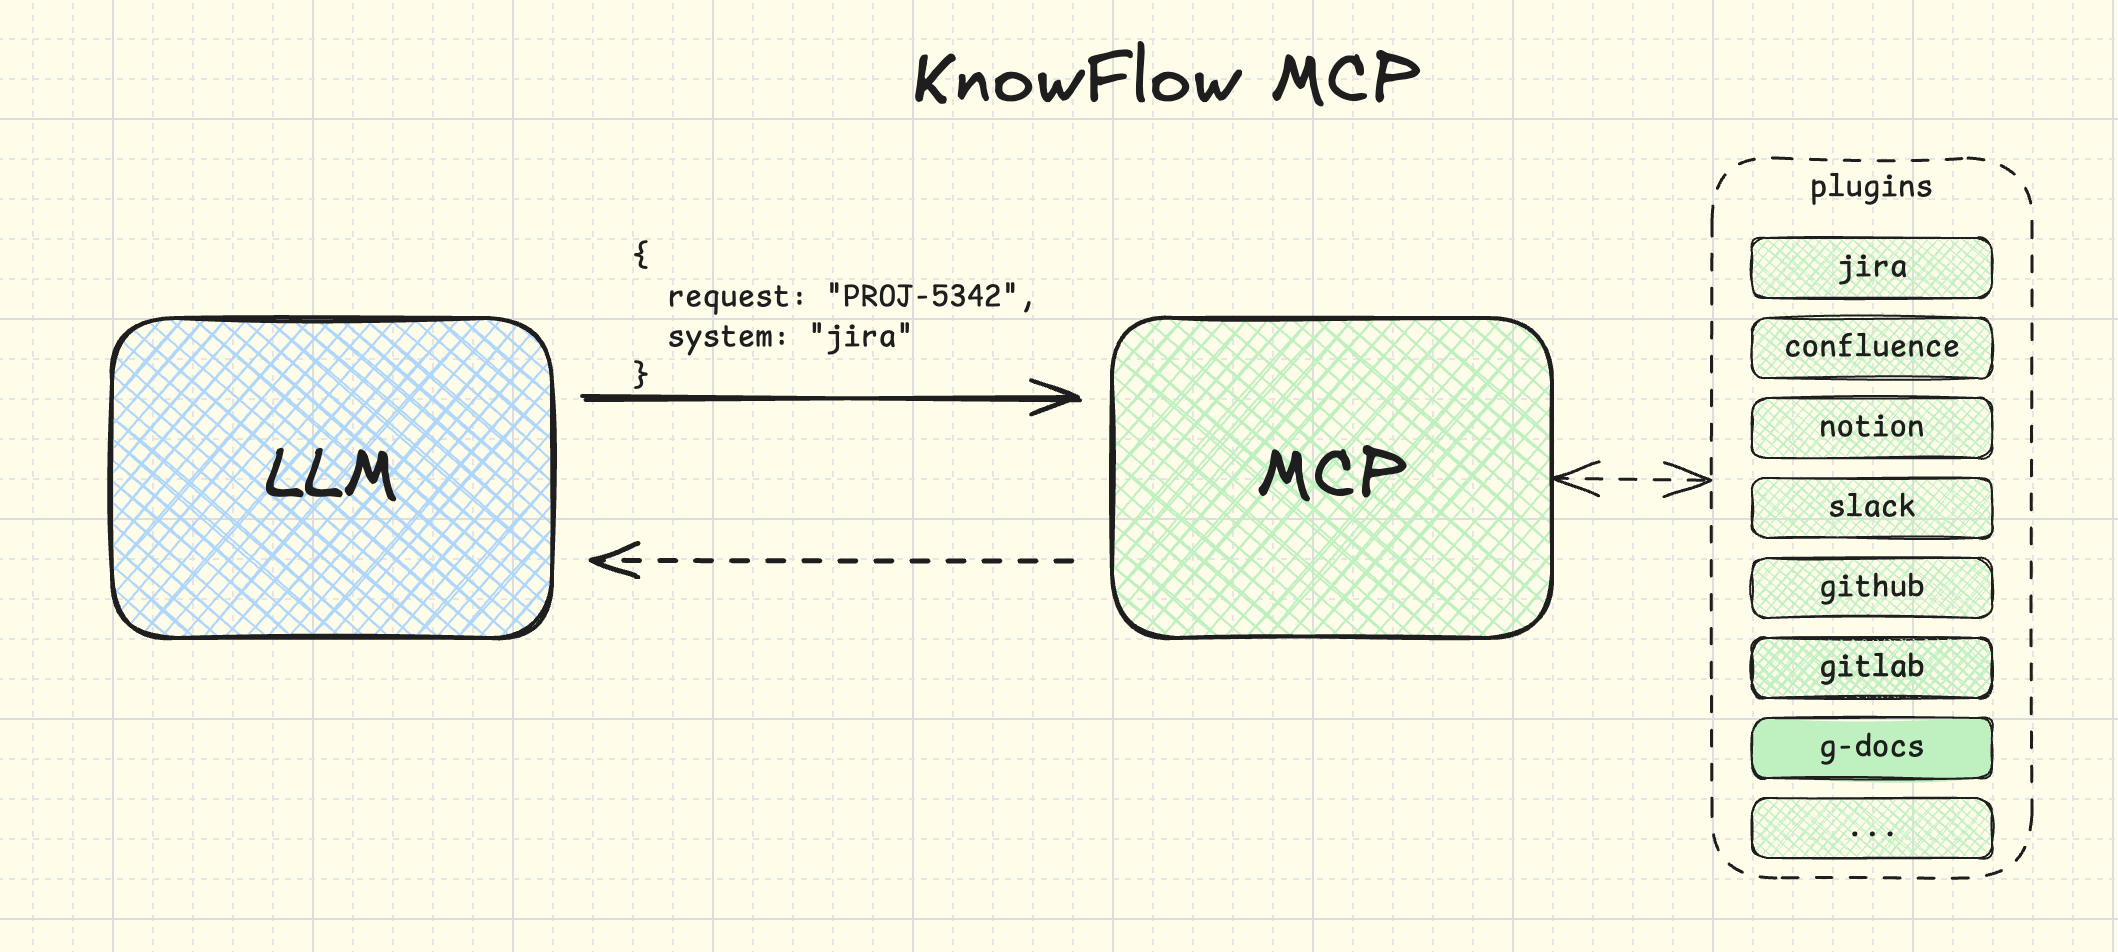 KnowFlow MCP
{
request: "PROJ-5342",
system: "jira"
}
LLM
MCP
plugins
jira
confluence
notion
slack
github
gitlab
g-docs
...